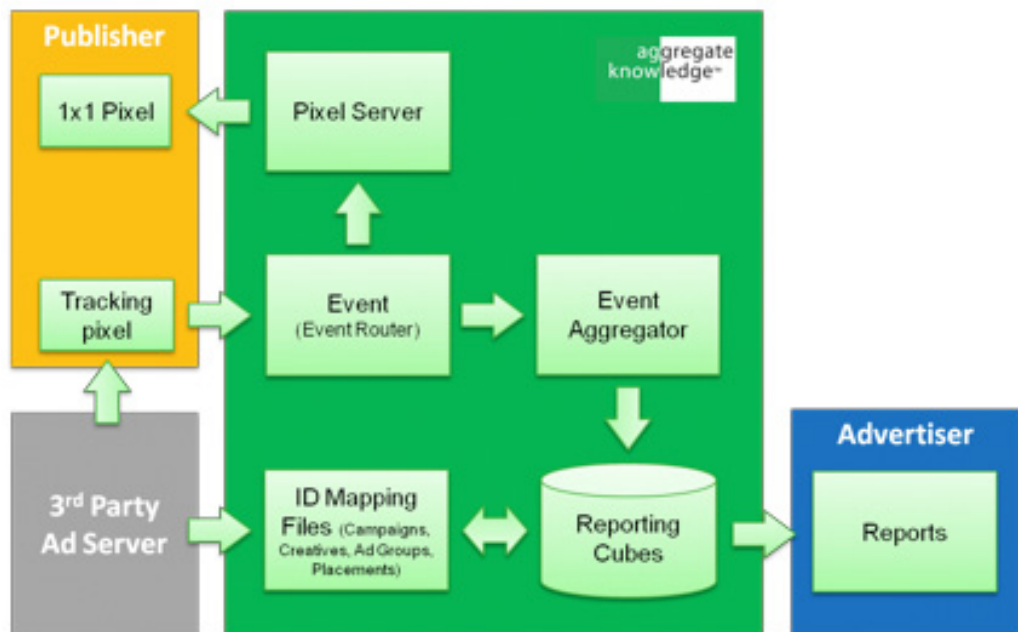 Publisher
1x1 Pixel
Tracking
pixel
3rd Party
Ad Server
aggregate
knowledge™
Pixel Server
Event
(Event Router)
Event
Aggregator
ID Mapping
Files (Campaigns,
Creatives, Ad Groups,
Placements)
Reporting
Cubes
Advertiser
Reports